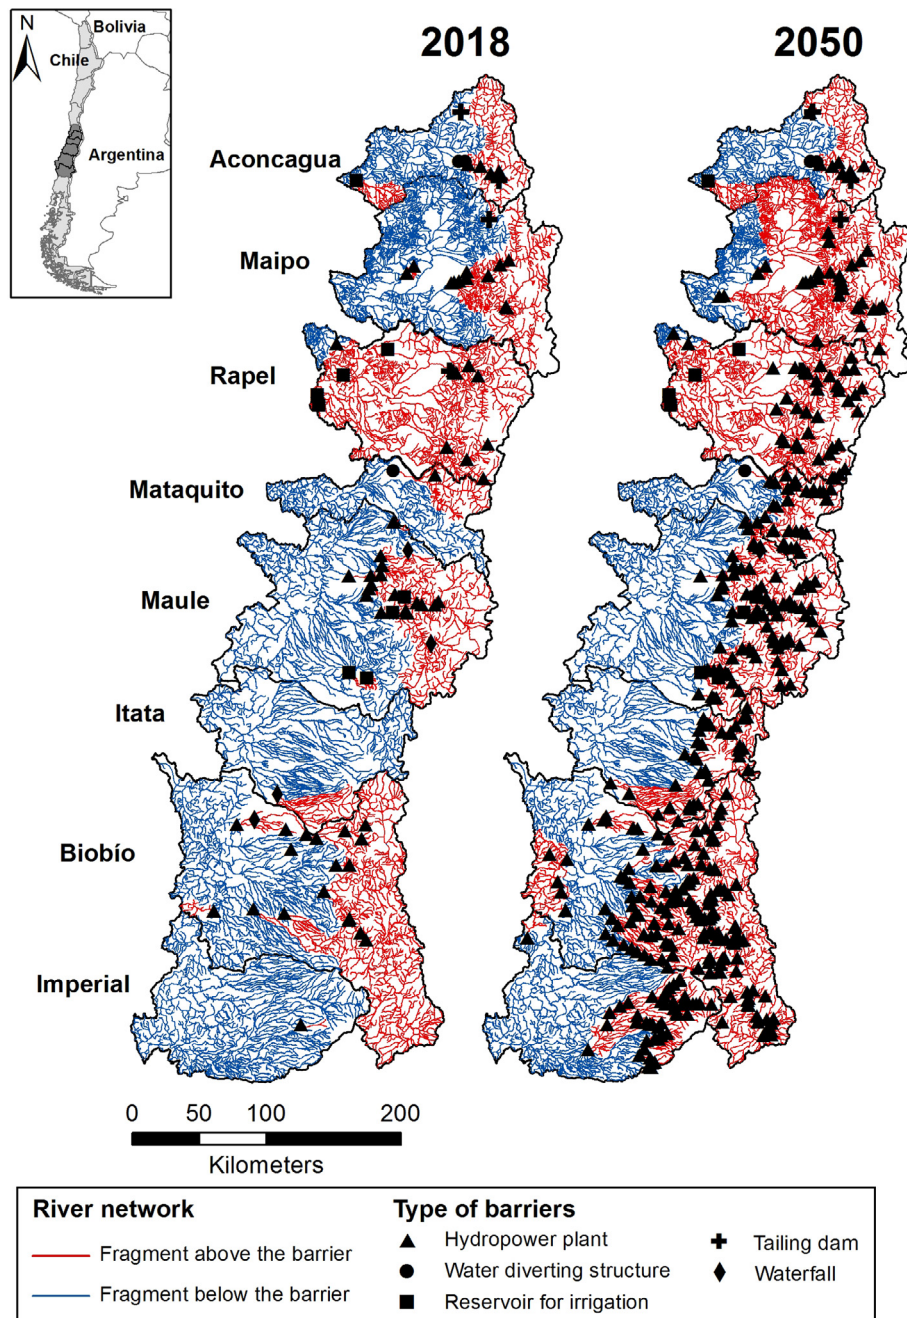 N
Bolivia
Chile
Argentina
2018
2050
Aconcagua
Maipo
Rapel
Mataquito
Maule
Itata
Biobío
Imperial
0 50 100 200
Kilometers
River network
Fragment above the barrier
Fragment below the barrier
Type of barriers
Hydropower plant
Water diverting structure
Reservoir for irrigation
Tailing dam
Waterfall